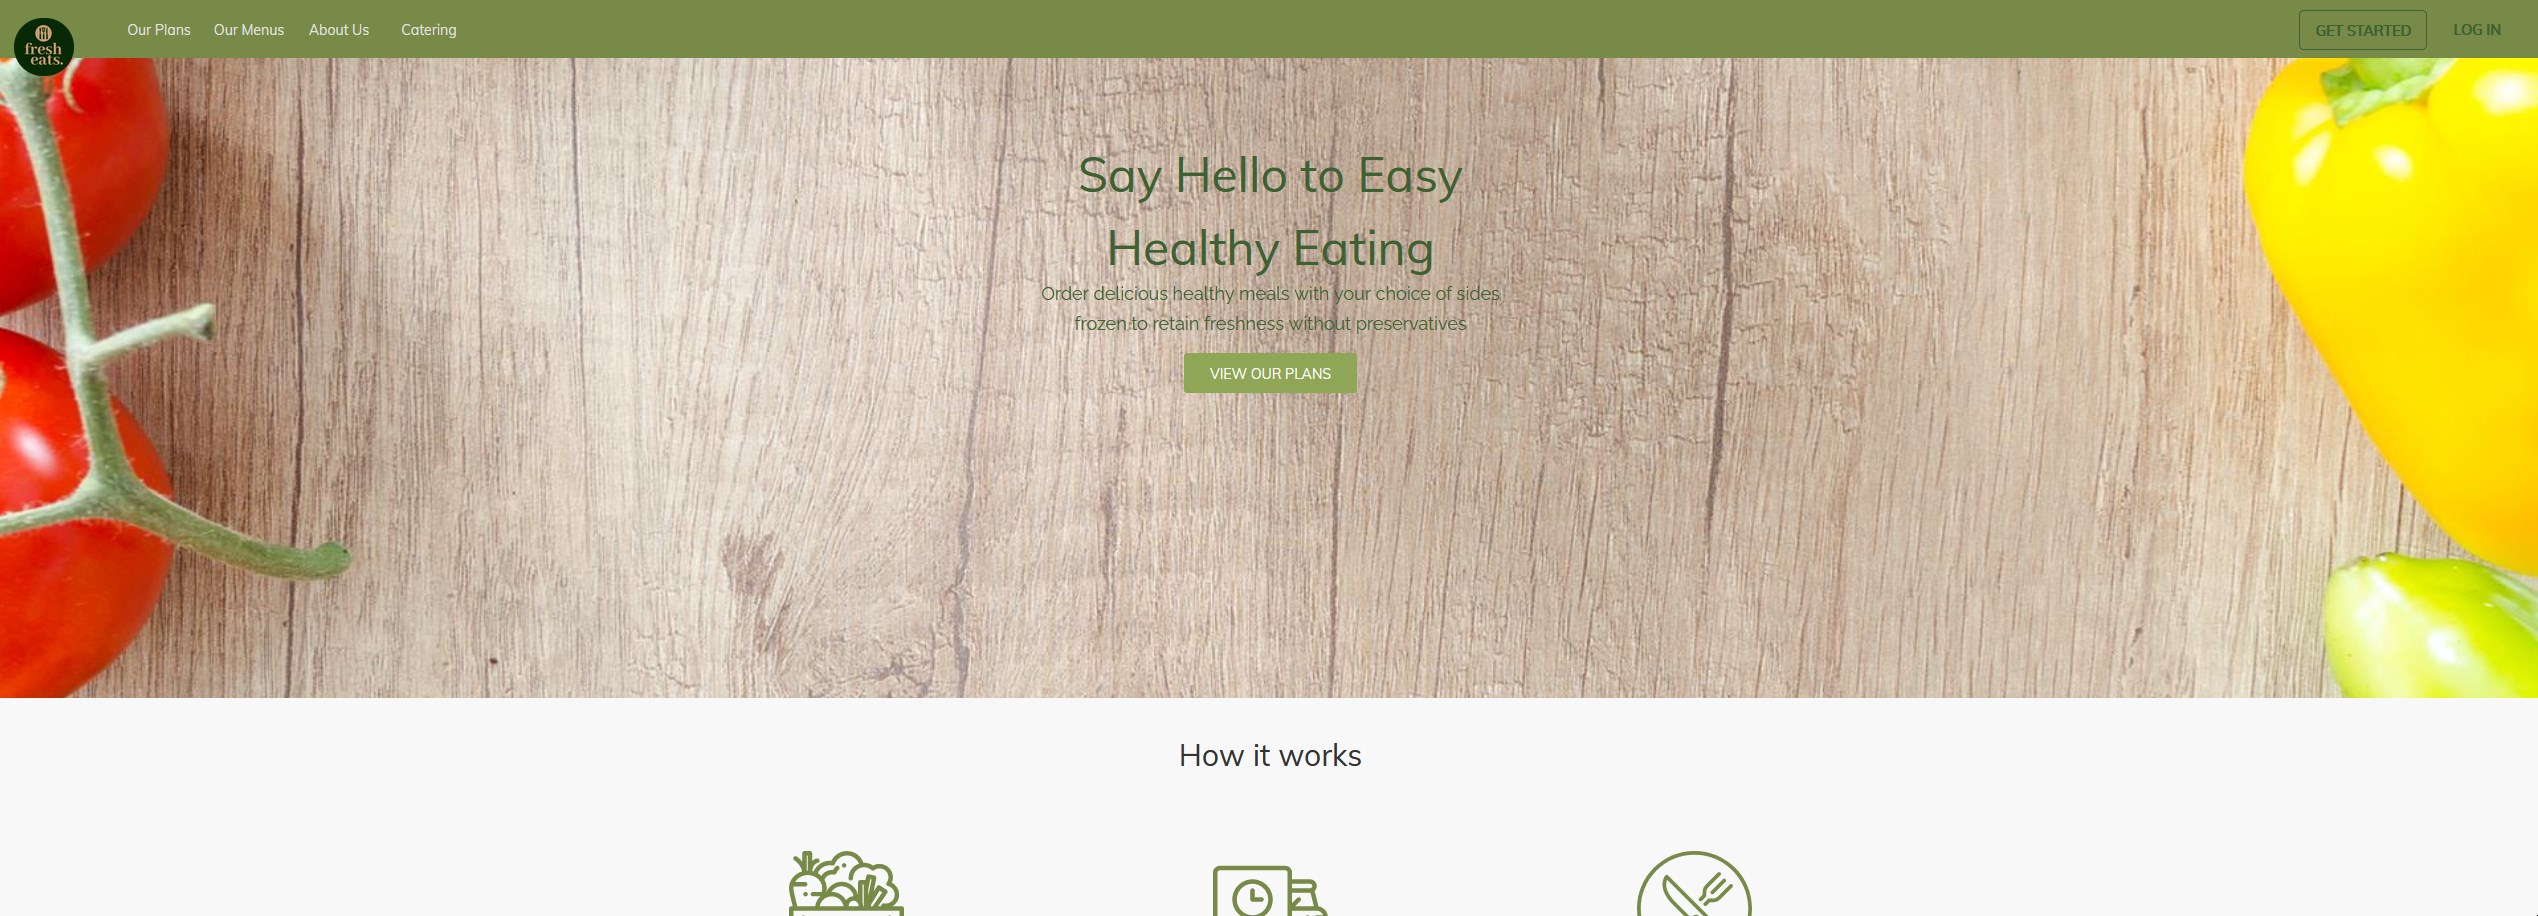 fresh
eats.
Our Plans Our Menus About Us Catering
GET STARTED LOG IN
Say Hello to Easy
Healthy Eating
Order delicious healthy meals with your choice of sides
frozen to retain freshness without preservatives
VIEW OUR PLANS
How it works